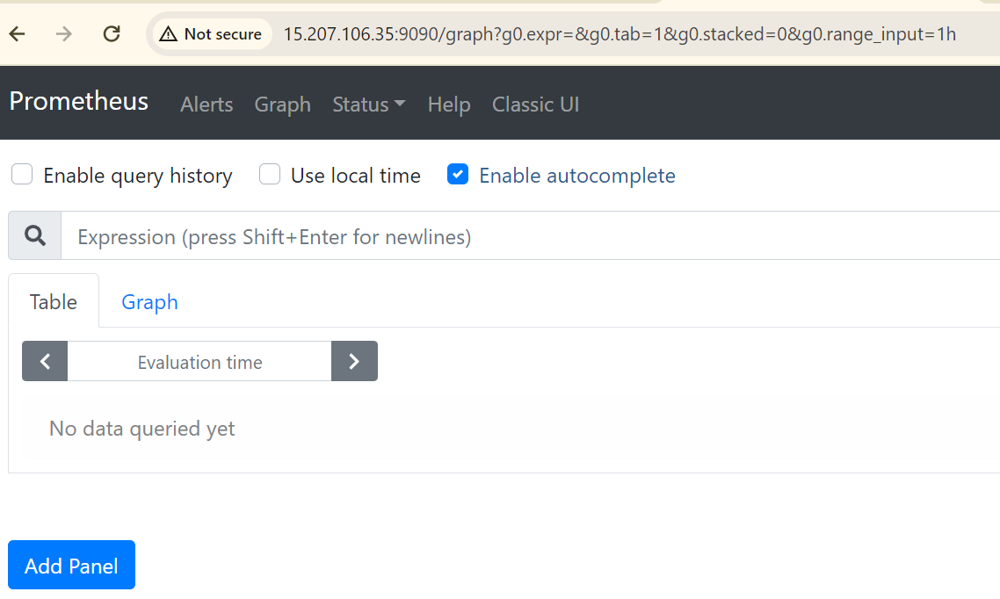 Not secure 15.207.106.35:9090/graph?g0.expr=&g0.tab=1&g0.stacked=0&g0.range_input=1h
Prometheus Alerts Graph Status Help Classic UI
Enable query history Use local time Enable autocomplete
Expression (press Shift+Enter for newlines)
Table Graph
Evaluation time
No data queried yet
Add Panel